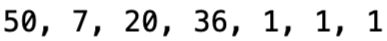 50, 7, 20, 36, 1, 1, 1